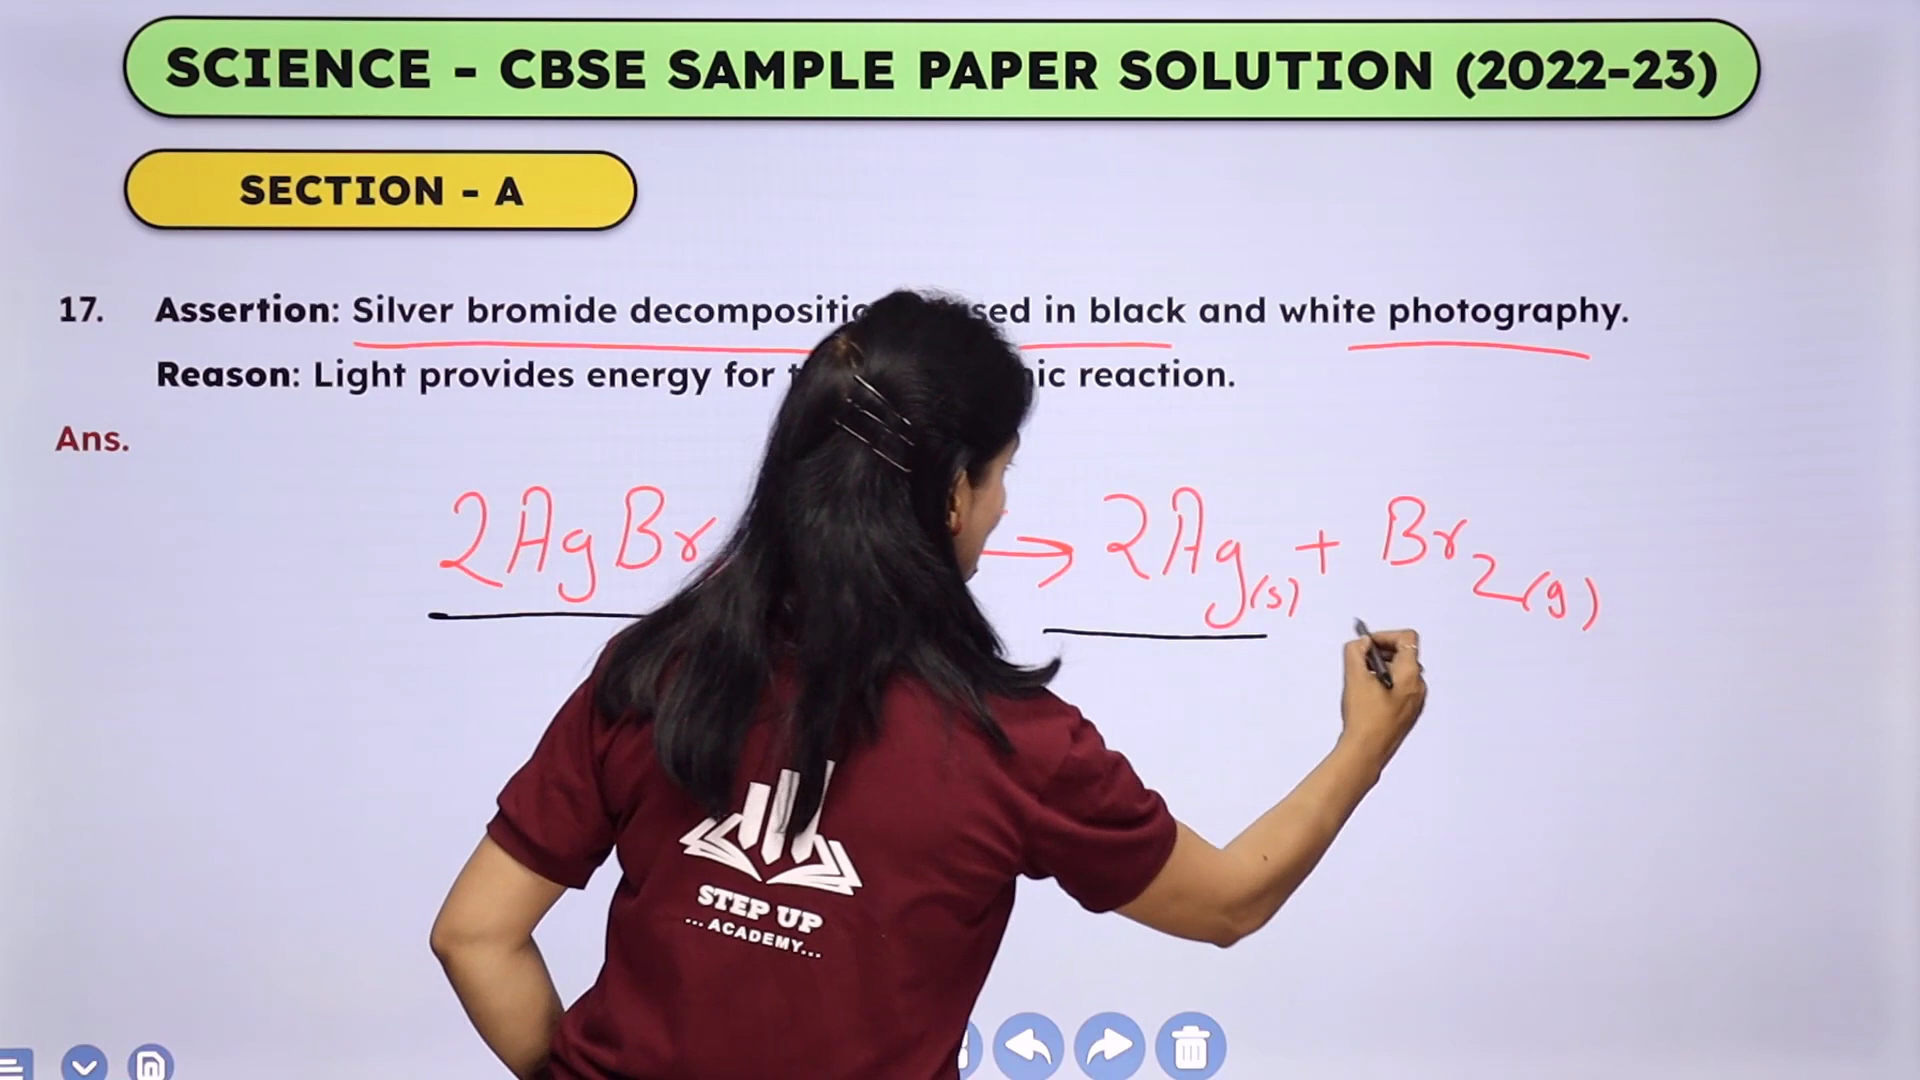 SCIENCE - CBSE SAMPLE PAPER SOLUTION (2022-23)
SECTION - A
17. Assertion: Silver bromide decompositio sed in black and white photography.
Reason: Light provides energy for t ic reaction.
Ans.
2AgBr → 2Ag(s) + Br2(g)
STEP UP
...ACADEMY...